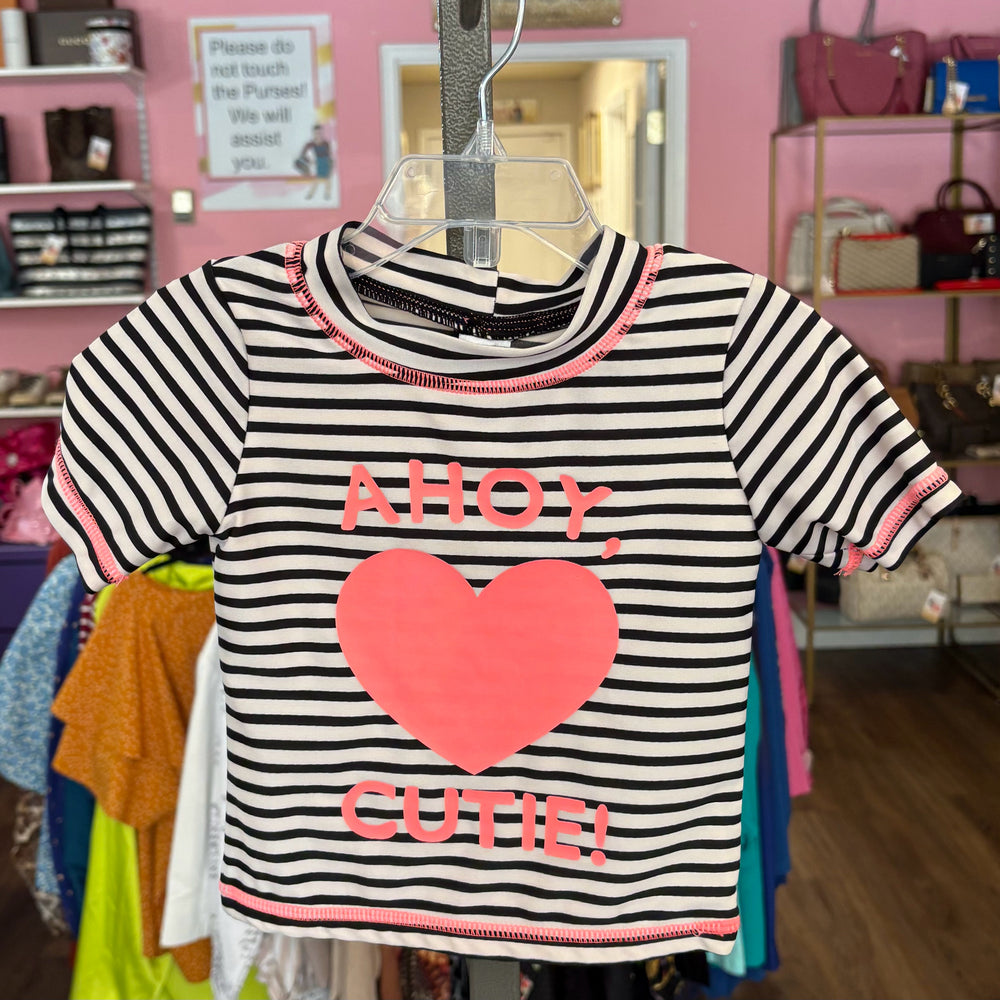 Please do
not touch
the Purses!
We will
assist
you.
AHOY,
CUTIE!